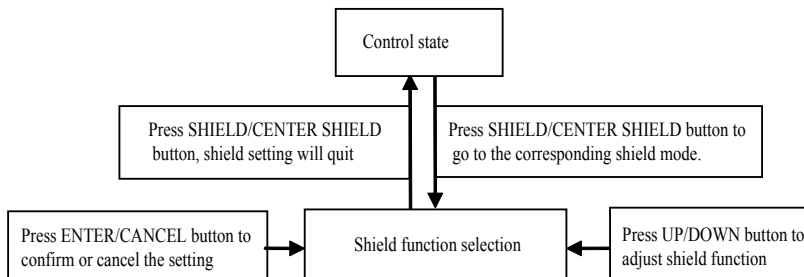 Control state
Press SHIELD/CENTER SHIELD
button, shield setting will quit
Press SHIELD/CENTER SHIELD button to
go to the corresponding shield mode.
Press ENTER/CANCEL button to
confirm or cancel the setting
Shield function selection
Press UP/DOWN button to
adjust shield function